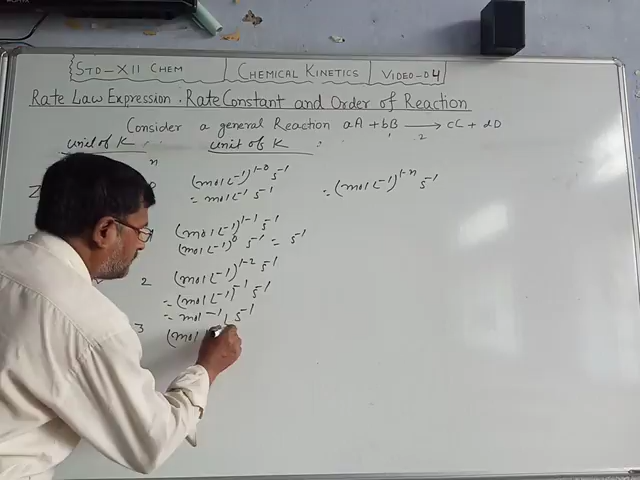 STD-XII CHEM CHEMICAL KINETICS VIDEO-04
Rate Law Expression. Rate Constant and Order of Reaction
Consider a general Reaction aA + bB → cC + dD
unit of K unit of K :
n
(mol L⁻¹)¹⁻⁰ s⁻¹
= mol L⁻¹ s⁻¹ = (mol L⁻¹)¹⁻ⁿ s⁻¹
(mol L⁻¹)¹⁻¹ s⁻¹
(mol L⁻¹)⁰ s⁻¹ = s⁻¹
2 (mol L⁻¹)¹⁻² s⁻¹
= (mol L⁻¹)⁻¹ s⁻¹
= mol⁻¹ L s⁻¹
3 (mol